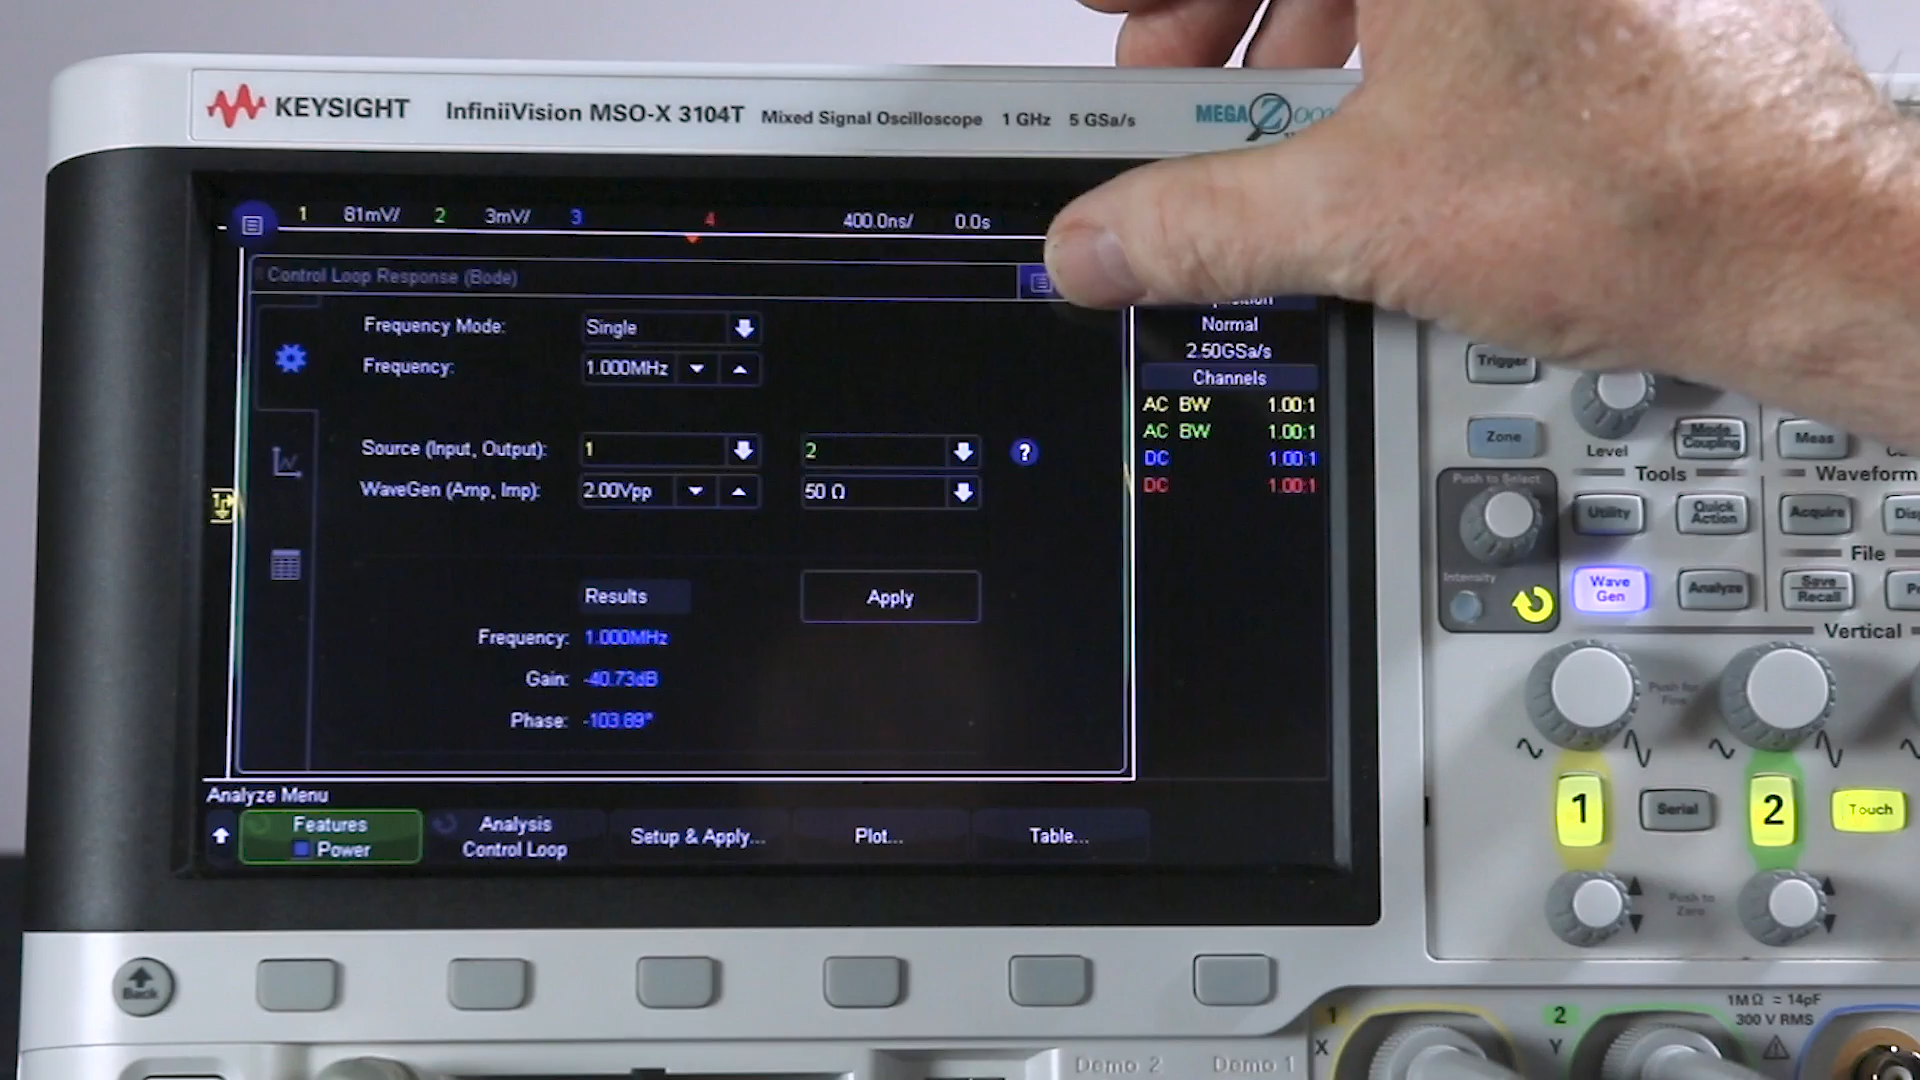 KEYSIGHT InfiniiVision MSO-X 3104T Mixed Signal Oscilloscope 1 GHz 5 GSa/s MEGA Zoo
1 81mV/ 2 3mV/ 3 4 400.0ns/ 0.0s
Control Loop Response (Bode)
Frequency Mode: Single
Frequency: 1.000MHz
Source (Input, Output): 1 2 ?
WaveGen (Amp, Imp): 2.00Vpp 50 Ω
Results Apply
Frequency: 1.000MHz
Gain: -40.73dB
Phase: -103.89°
Normal
2.50GSa/s
Channels
AC BW 1.00:1
AC BW 1.00:1
DC 1.00:1
DC 1.00:1
Analyze Menu
Features
Power
Analysis
Control Loop
Setup & Apply...
Plot...
Table...
Back
Trigger
Zone
Level
Mode
Coupling
Meas
Tools
Waveform
Push to Select
Utility
Quick
Action
Acquire
File
Intensity
Wave
Gen
Analyze
Save
Recall
Vertical
Push for
Fine
1
Serial
2
Touch
Push to
Zero
Demo 2
Demo 1
1
X
2
Y
1MΩ ≈ 14pF
300 V RMS